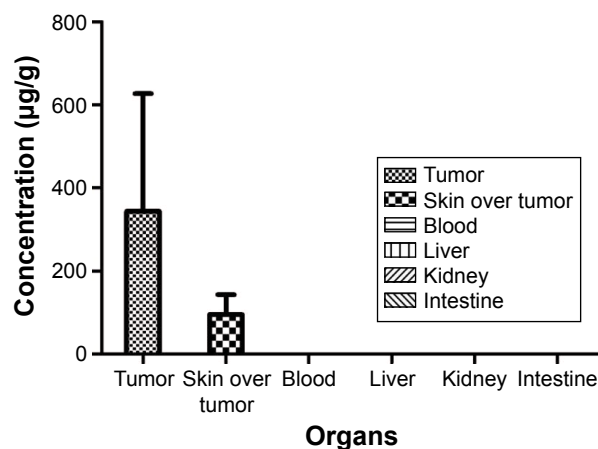 800
600
400
200
0
Concentration (µg/g)
Tumor
Skin over tumor
Blood
Liver
Kidney
Intestine
Tumor Skin over Blood Liver Kidney Intestine
tumor
Organs